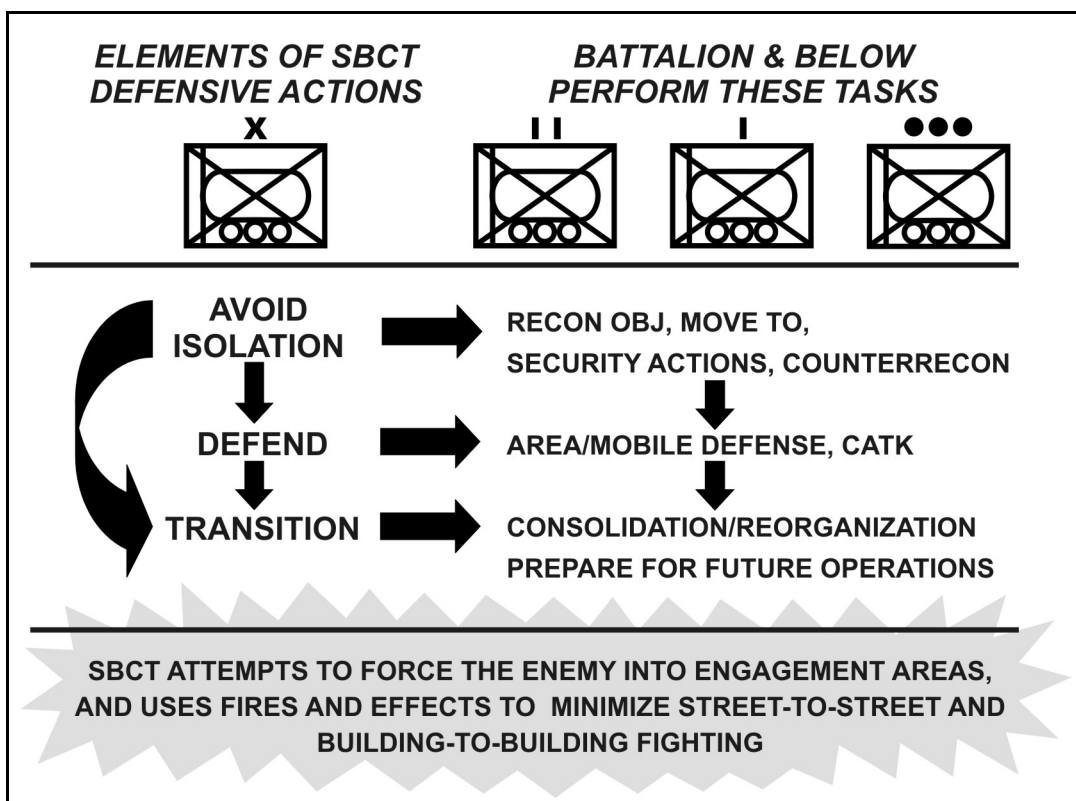 ELEMENTS OF SBCT
DEFENSIVE ACTIONS
BATTALION & BELOW
PERFORM THESE TASKS
X
I I
I
●●●
AVOID
ISOLATION
RECON OBJ, MOVE TO,
SECURITY ACTIONS, COUNTERRECON
DEFEND
AREA/MOBILE DEFENSE, CATK
TRANSITION
CONSOLIDATION/REORGANIZATION
PREPARE FOR FUTURE OPERATIONS
SBCT ATTEMPTS TO FORCE THE ENEMY INTO ENGAGEMENT AREAS,
AND USES FIRES AND EFFECTS TO MINIMIZE STREET-TO-STREET AND
BUILDING-TO-BUILDING FIGHTING